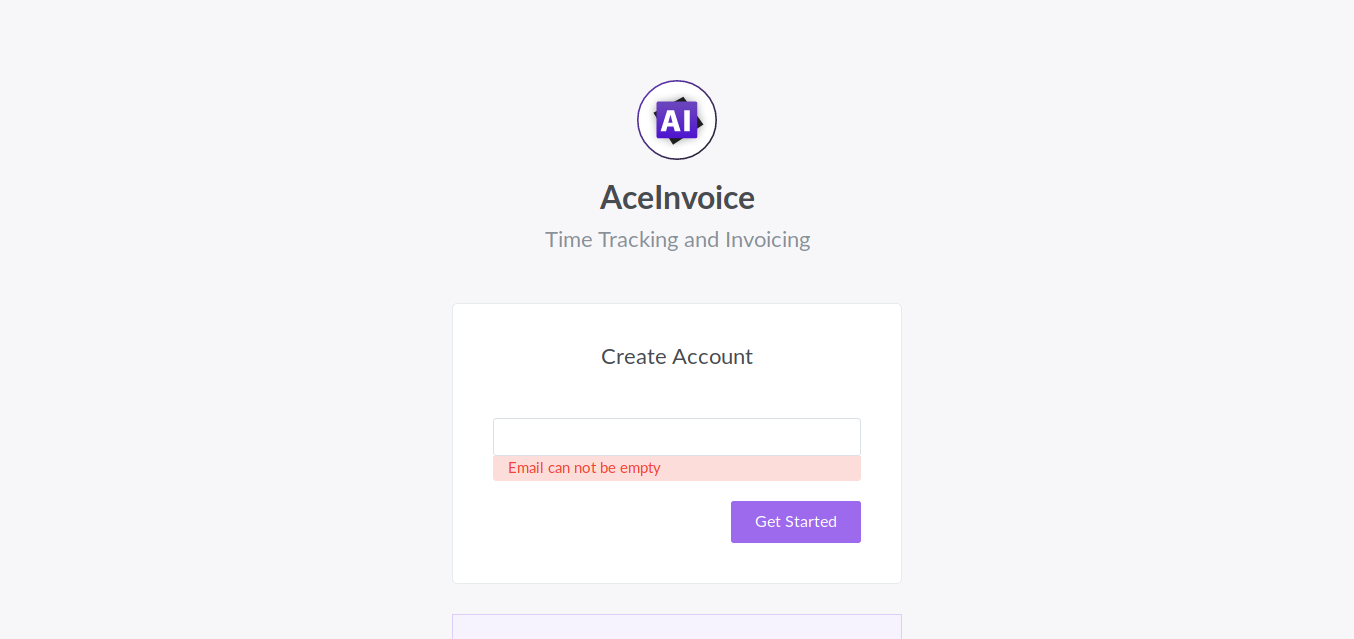 AI
AceInvoice
Time Tracking and Invoicing
Create Account
Email can not be empty
Get Started